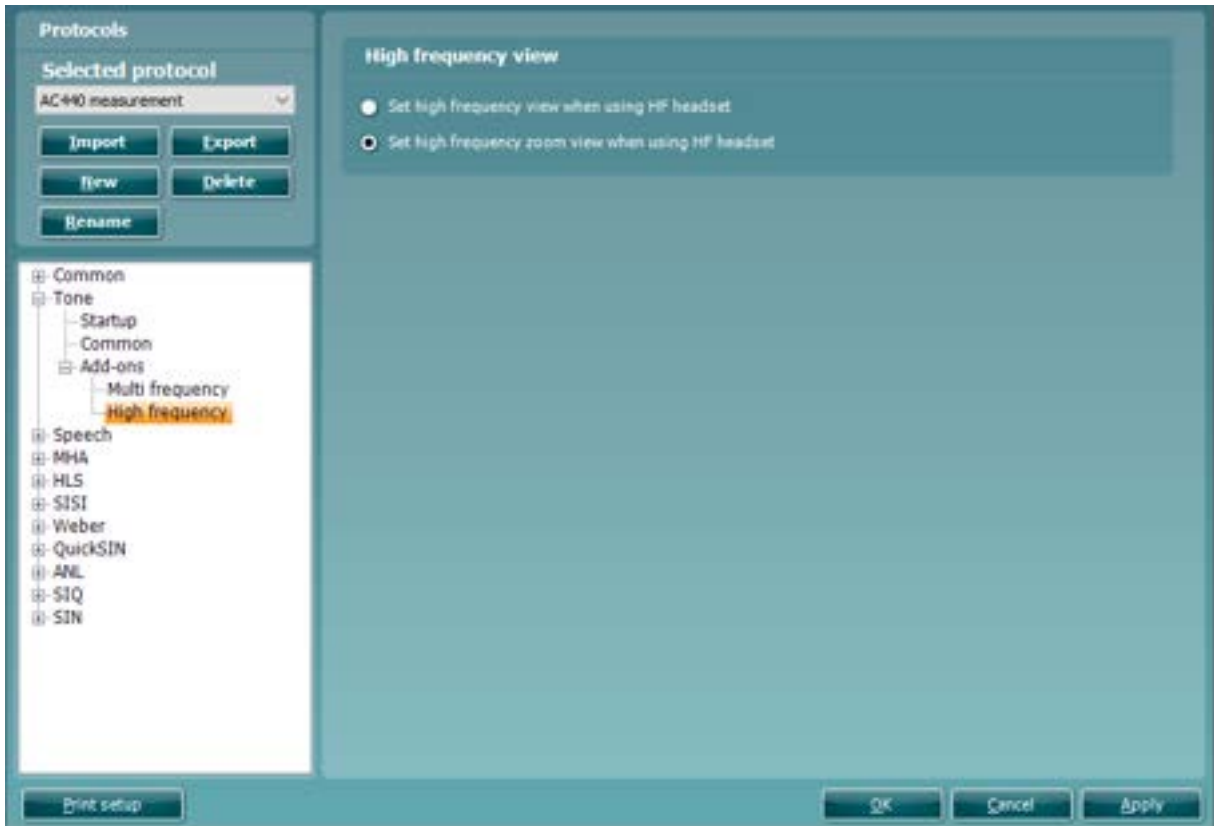 Protocols
Selected protocol
AC440 measurement
Import Export
New Delete
Rename
Common
Tone
Startup
Common
Add-ons
Multi frequency
High frequency
Speech
MHA
HLS
SISI
Weber
QuickSIN
ANL
SIQ
SIN
High frequency view
Set high frequency view when using HF headset
Set high frequency zoom view when using HF headset
Print setup OK Cancel Apply